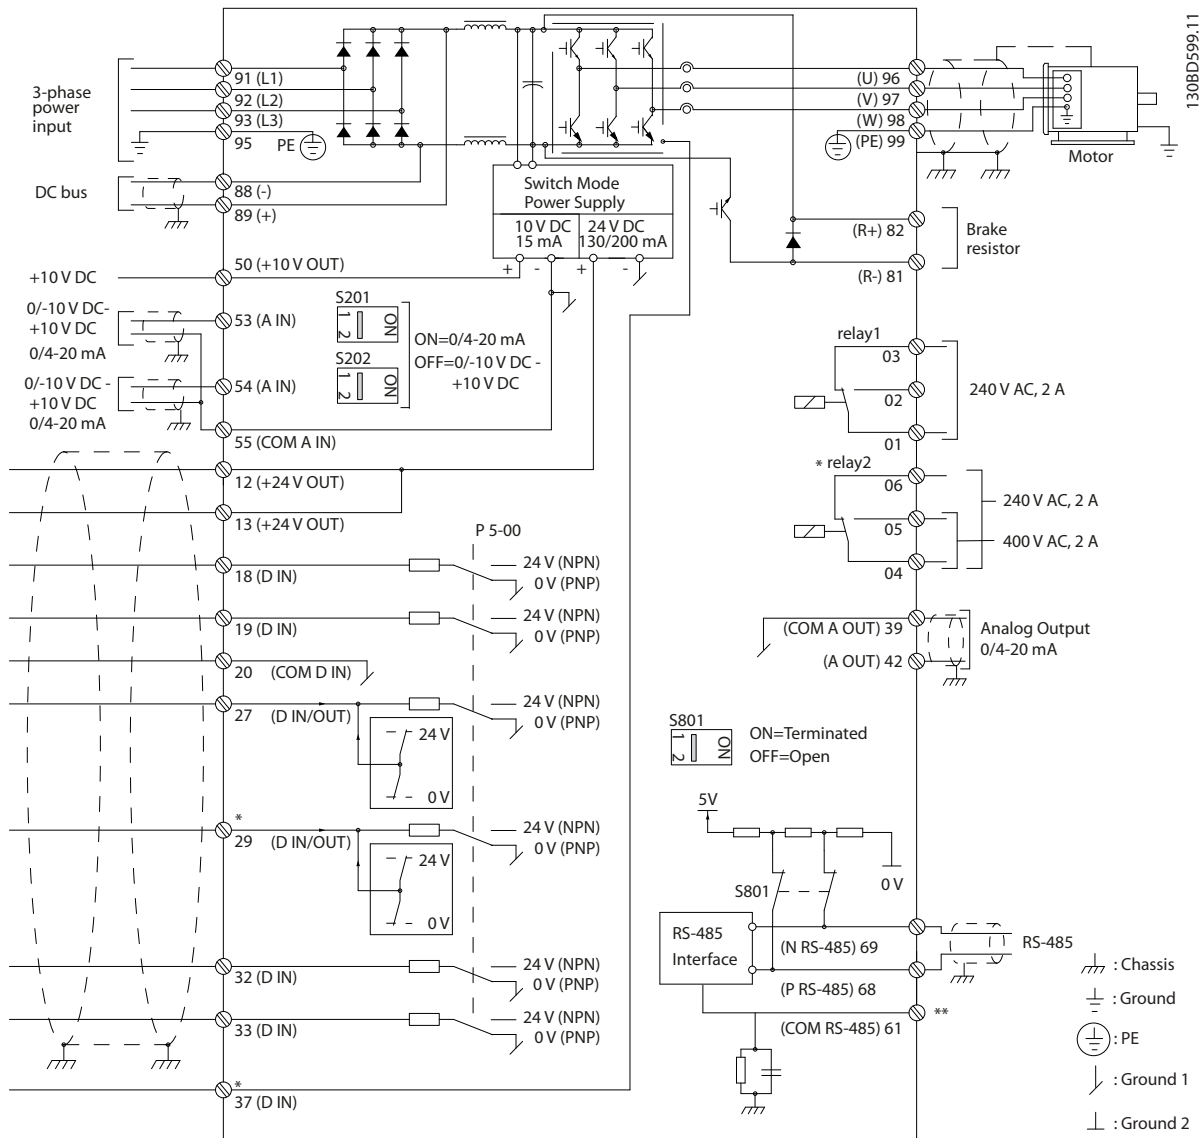 130BD599.11
3-phase
power
input
91 (L1)
92 (L2)
93 (L3)
95
PE
(U) 96
(V) 97
(W) 98
(PE) 99
Motor
DC bus
88 (-)
89 (+)
Switch Mode
Power Supply
10 V DC
15 mA
24 V DC
130/200 mA
+ - + -
(R+) 82
(R-) 81
Brake
resistor
+10 V DC
50 (+10 V OUT)
0/-10 V DC-
+10 V DC
0/4-20 mA
53 (A IN)
0/-10 V DC -
+10 V DC
0/4-20 mA
54 (A IN)
55 (COM A IN)
S201
1 2 ON
S202
1 2 ON
ON=0/4-20 mA
OFF=0/-10 V DC -
+10 V DC
relay1
03
02
01
240 V AC, 2 A
* relay2
06
05
04
240 V AC, 2 A
400 V AC, 2 A
12 (+24 V OUT)
13 (+24 V OUT)
P 5-00
18 (D IN)
24 V (NPN)
0 V (PNP)
19 (D IN)
24 V (NPN)
0 V (PNP)
20 (COM D IN)
27 (D IN/OUT)
24 V (NPN)
0 V (PNP)
24 V
0 V
*
29 (D IN/OUT)
24 V (NPN)
0 V (PNP)
24 V
0 V
32 (D IN)
24 V (NPN)
0 V (PNP)
33 (D IN)
24 V (NPN)
0 V (PNP)
*
37 (D IN)
(COM A OUT) 39
(A OUT) 42
Analog Output
0/4-20 mA
S801
1 2 ON
ON=Terminated
OFF=Open
5V
S801
0 V
RS-485
Interface
(N RS-485) 69
(P RS-485) 68
(COM RS-485) 61
**
RS-485
: Chassis
: Ground
: PE
: Ground 1
: Ground 2